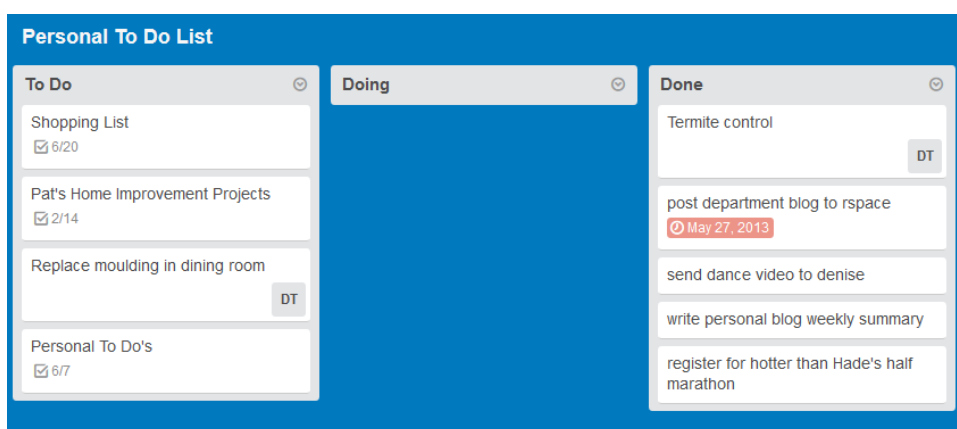 Personal To Do List
To Do
Shopping List
6/20
Pat's Home Improvement Projects
2/14
Replace moulding in dining room
DT
Personal To Do's
6/7
Doing
Done
Termite control
DT
post department blog to rspace
May 27, 2013
send dance video to denise
write personal blog weekly summary
register for hotter than Hade's half
marathon